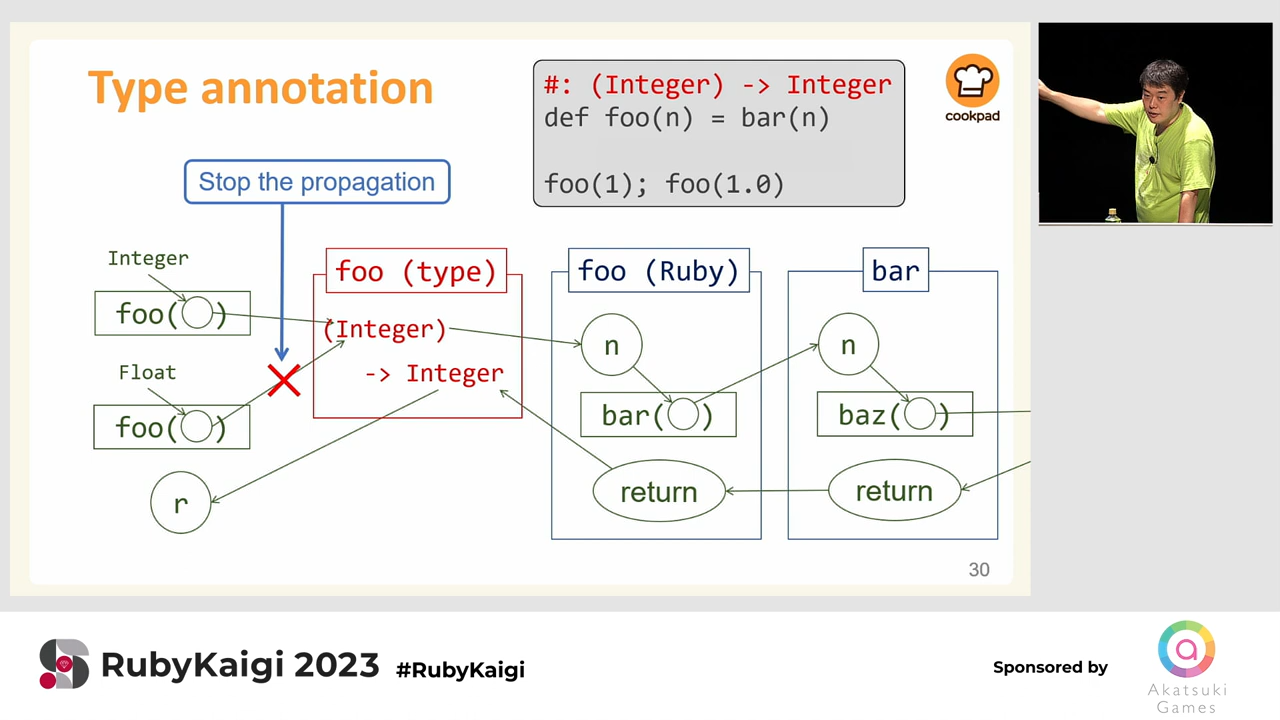 Type annotation
#: (Integer) -> Integer
def foo(n) = bar(n)
foo(1); foo(1.0)
cookpad
Stop the propagation
Integer
foo( )
Float
foo( )
r
foo (type)
(Integer)
-> Integer
foo (Ruby)
n
bar( )
return
bar
n
baz( )
return
30
RubyKaigi 2023 #RubyKaigi
Sponsored by
Akatsuki
Games